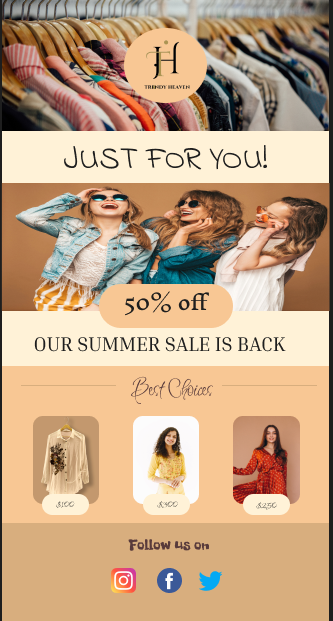 JH
TRENDY HEAVEN
JUST FOR YOU!
50% off
OUR SUMMER SALE IS BACK
Best Choices
$100 $400 $250
Follow us on